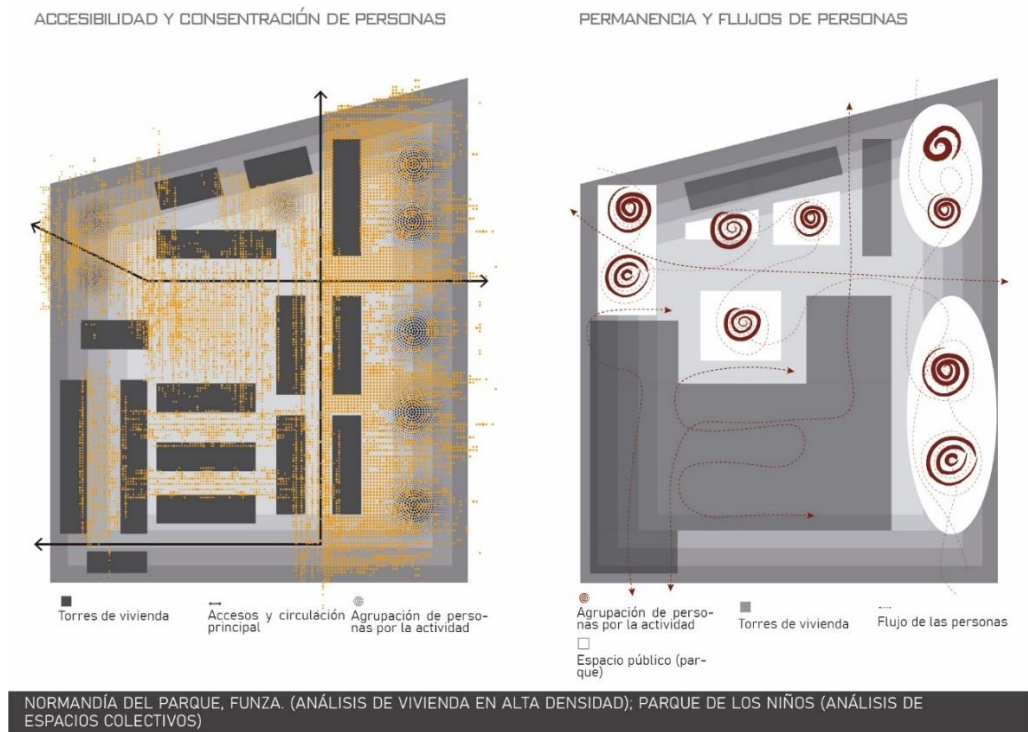 ACCESIBILIDAD Y CONSENTRACIÓN DE PERSONAS
Torres de vivienda
Accesos y circulación
principal
Agrupación de perso-
nas por la actividad
PERMANENCIA Y FLUJOS DE PERSONAS
Agrupación de perso-
nas por la actividad
Torres de vivienda
Flujo de las personas
Espacio público (par-
que)
NORMANDÍA DEL PARQUE, FUNZA. (ANÁLISIS DE VIVIENDA EN ALTA DENSIDAD); PARQUE DE LOS NIÑOS (ANÁLISIS DE
ESPACIOS COLECTIVOS)